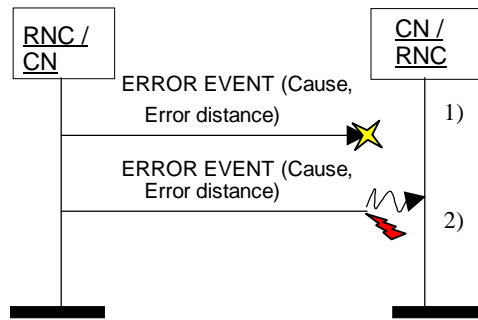 RNC /
CN
CN /
RNC
ERROR EVENT (Cause,
Error distance)
1)
ERROR EVENT (Cause,
Error distance)
2)